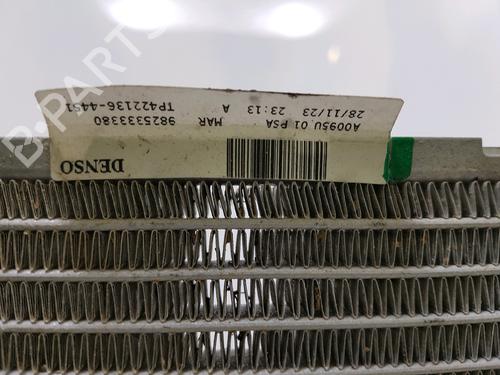 A0095U 01 PSA MAR 9825333380
28/11/23 23:13 A TP422136-4451
DENSO
B-PARTS